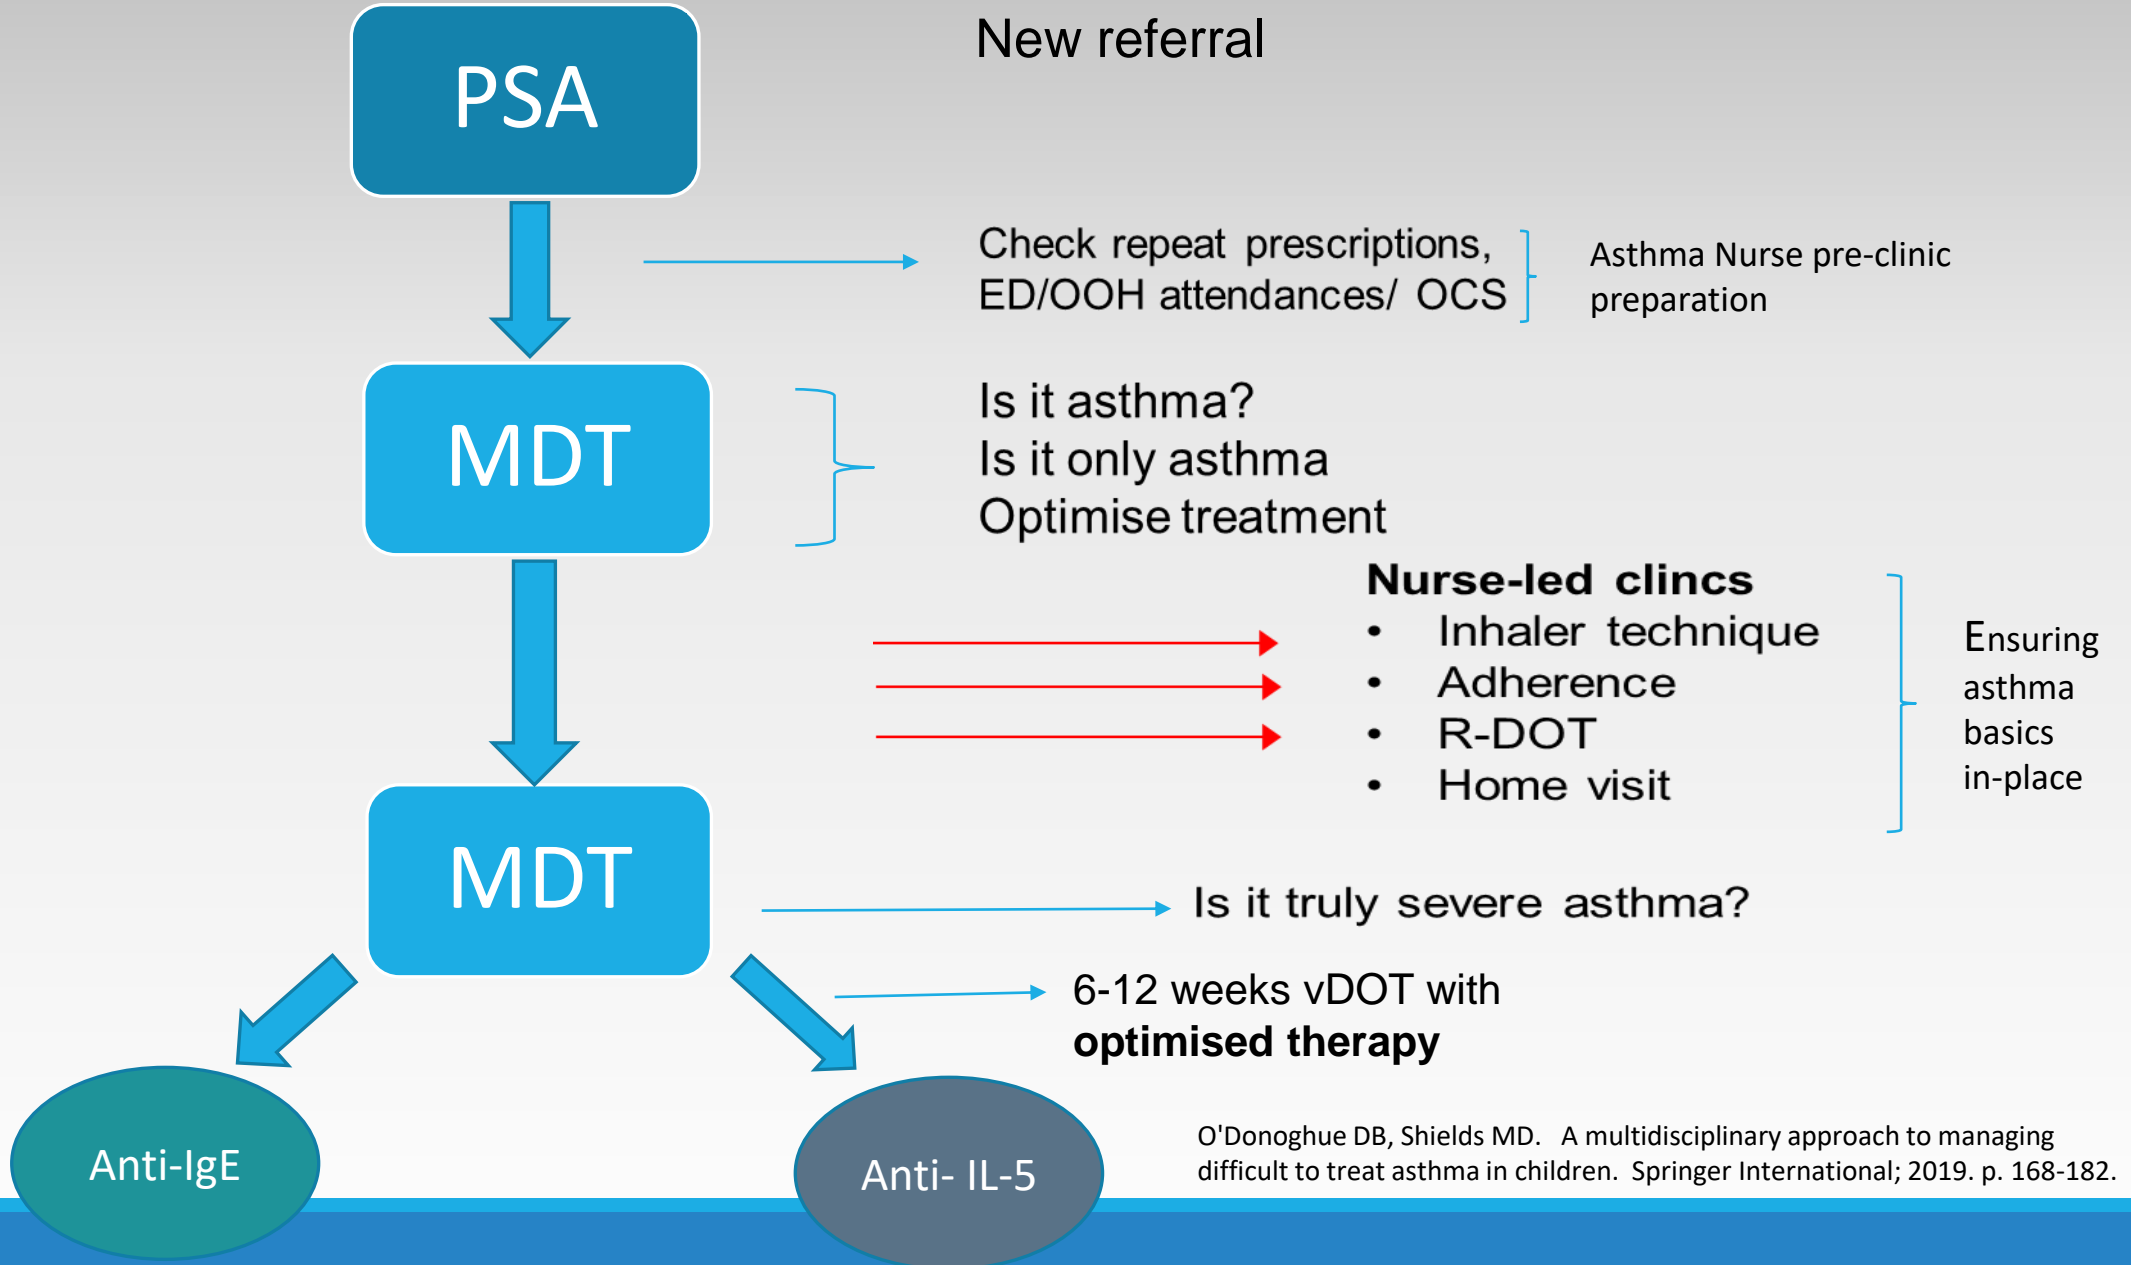 New referral
PSA
Check repeat prescriptions,
ED/OOH attendances/ OCS
Asthma Nurse pre-clinic
preparation
MDT
Is it asthma?
Is it only asthma
Optimise treatment
Nurse-led clincs
• Inhaler technique
• Adherence
• R-DOT
• Home visit
Ensuring
asthma
basics
in-place
MDT
Is it truly severe asthma?
6-12 weeks vDOT with
optimised therapy
Anti-IgE
Anti- IL-5
O'Donoghue DB, Shields MD. A multidisciplinary approach to managing
difficult to treat asthma in children. Springer International; 2019. p. 168-182.